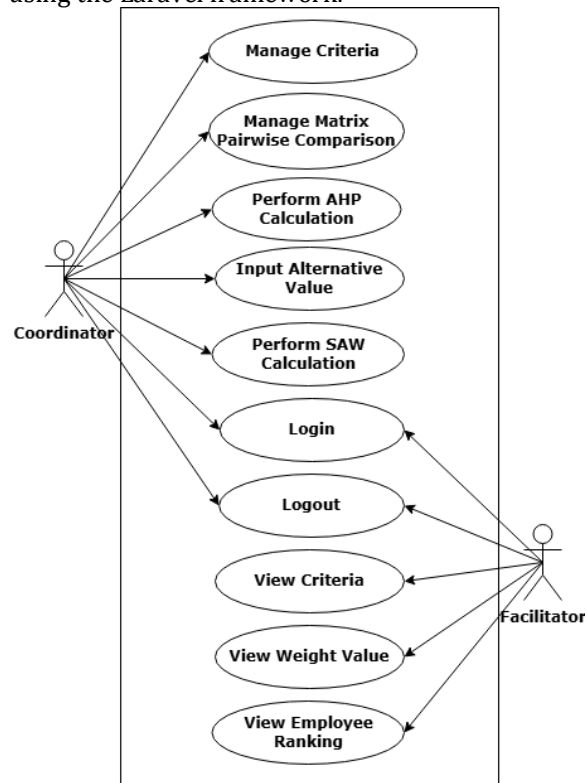 using the Laravel framework.
Manage Criteria
Manage Matrix
Pairwise Comparison
Perform AHP
Calculation
Input Alternative
Value
Coordinator
Perform SAW
Calculation
Login
Logout
View Criteria
Facilitator
View Weight Value
View Employee
Ranking